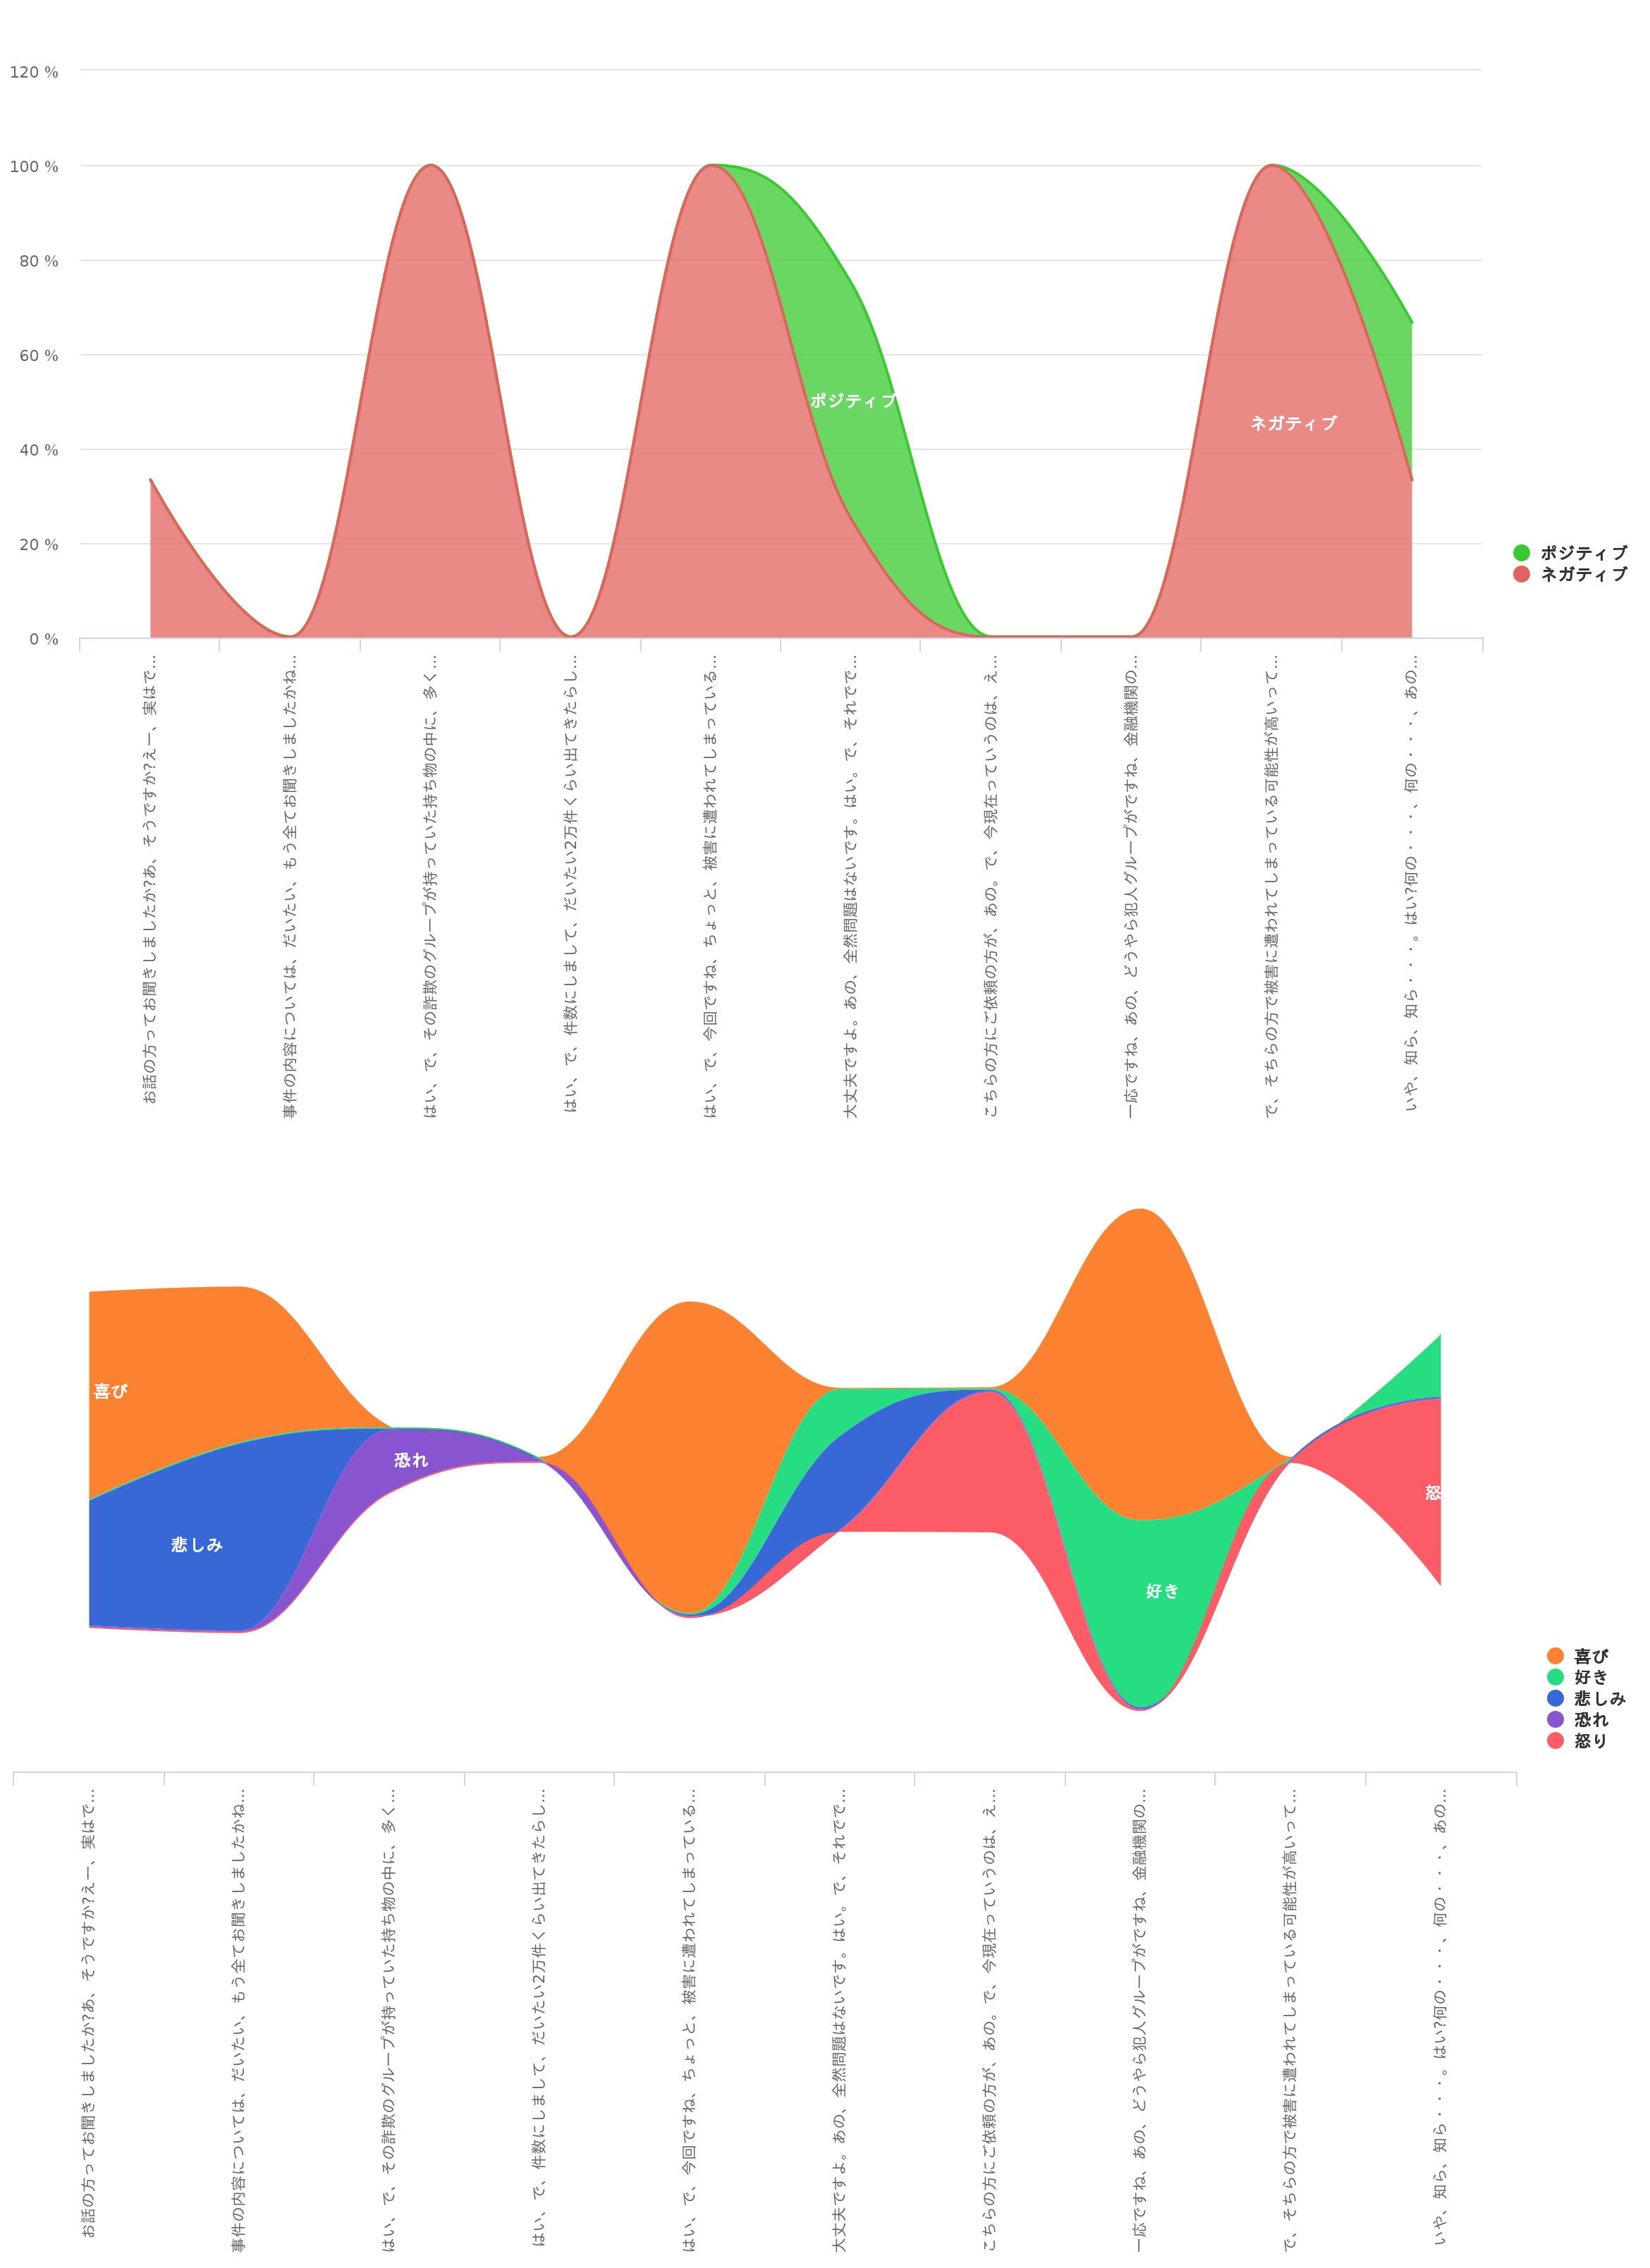 120 %
100 %
80 %
60 %
40 %
20 %
0 %
ポジティブ
ネガティブ
ポジティブ
ネガティブ
お話の方ってお聞きしましたか?あ、そうですか?えー、実はで...
事件の内容については、だいたい、もう全てお聞きしましたかね...
はい、で、その詐欺のグループが持っていた持ち物の中に、多く...
はい、で、件数にしまして、だいたい2万件くらい出てきたらし...
はい、で、今回ですね、ちょっと、被害に遭われてしまっている...
大丈夫ですよ。あの、全然問題はないです。はい。で、それでで...
こちらの方にご依頼の方が、あの。で、今現在っていうのは、え...
一応ですね、あの、どうやら犯人グループがですね、金融機関の...
で、そちらの方で被害に遭われてしまっている可能性が高いって...
いや、知ら、知ら・・・。はい?何の・・・、何の・・・、あの...
喜び
恐れ
悲しみ
怒
好き
喜び
好き
悲しみ
恐れ
怒り
お話の方ってお聞きしましたか?あ、そうですか?えー、実はで...
事件の内容については、だいたい、もう全てお聞きしましたかね...
はい、で、その詐欺のグループが持っていた持ち物の中に、多く...
はい、で、件数にしまして、だいたい2万件くらい出てきたらし...
はい、で、今回ですね、ちょっと、被害に遭われてしまっている...
大丈夫ですよ。あの、全然問題はないです。はい。で、それでで...
こちらの方にご依頼の方が、あの。で、今現在っていうのは、え...
一応ですね、あの、どうやら犯人グループがですね、金融機関の...
で、そちらの方で被害に遭われてしまっている可能性が高いって...
いや、知ら、知ら・・・。はい?何の・・・、何の・・・、あの...